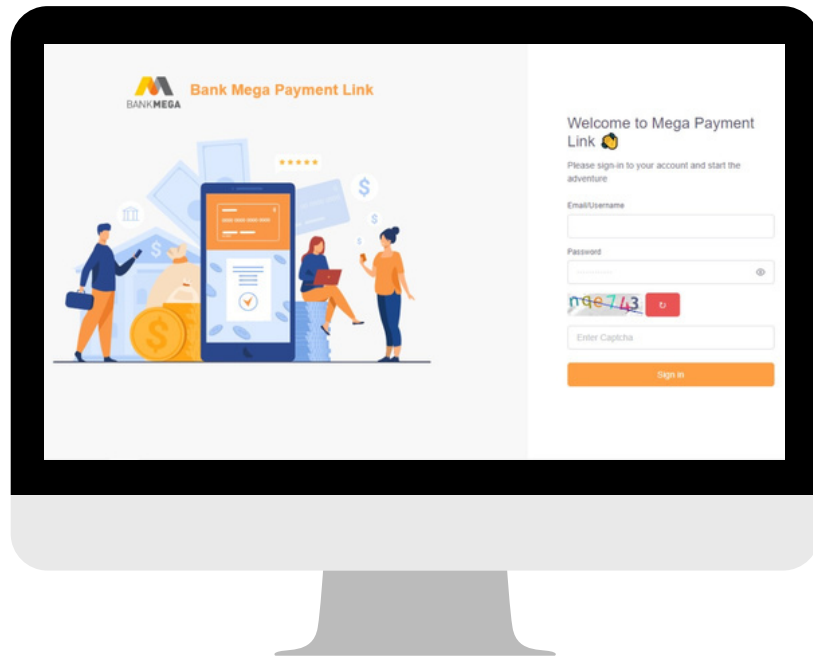 BANKMEGA
Bank Mega Payment Link
Welcome to Mega Payment
Link 👏
Please sign-in to your account and start the
adventure
Email/Username
Password
nqe743
Enter Captcha
Sign in